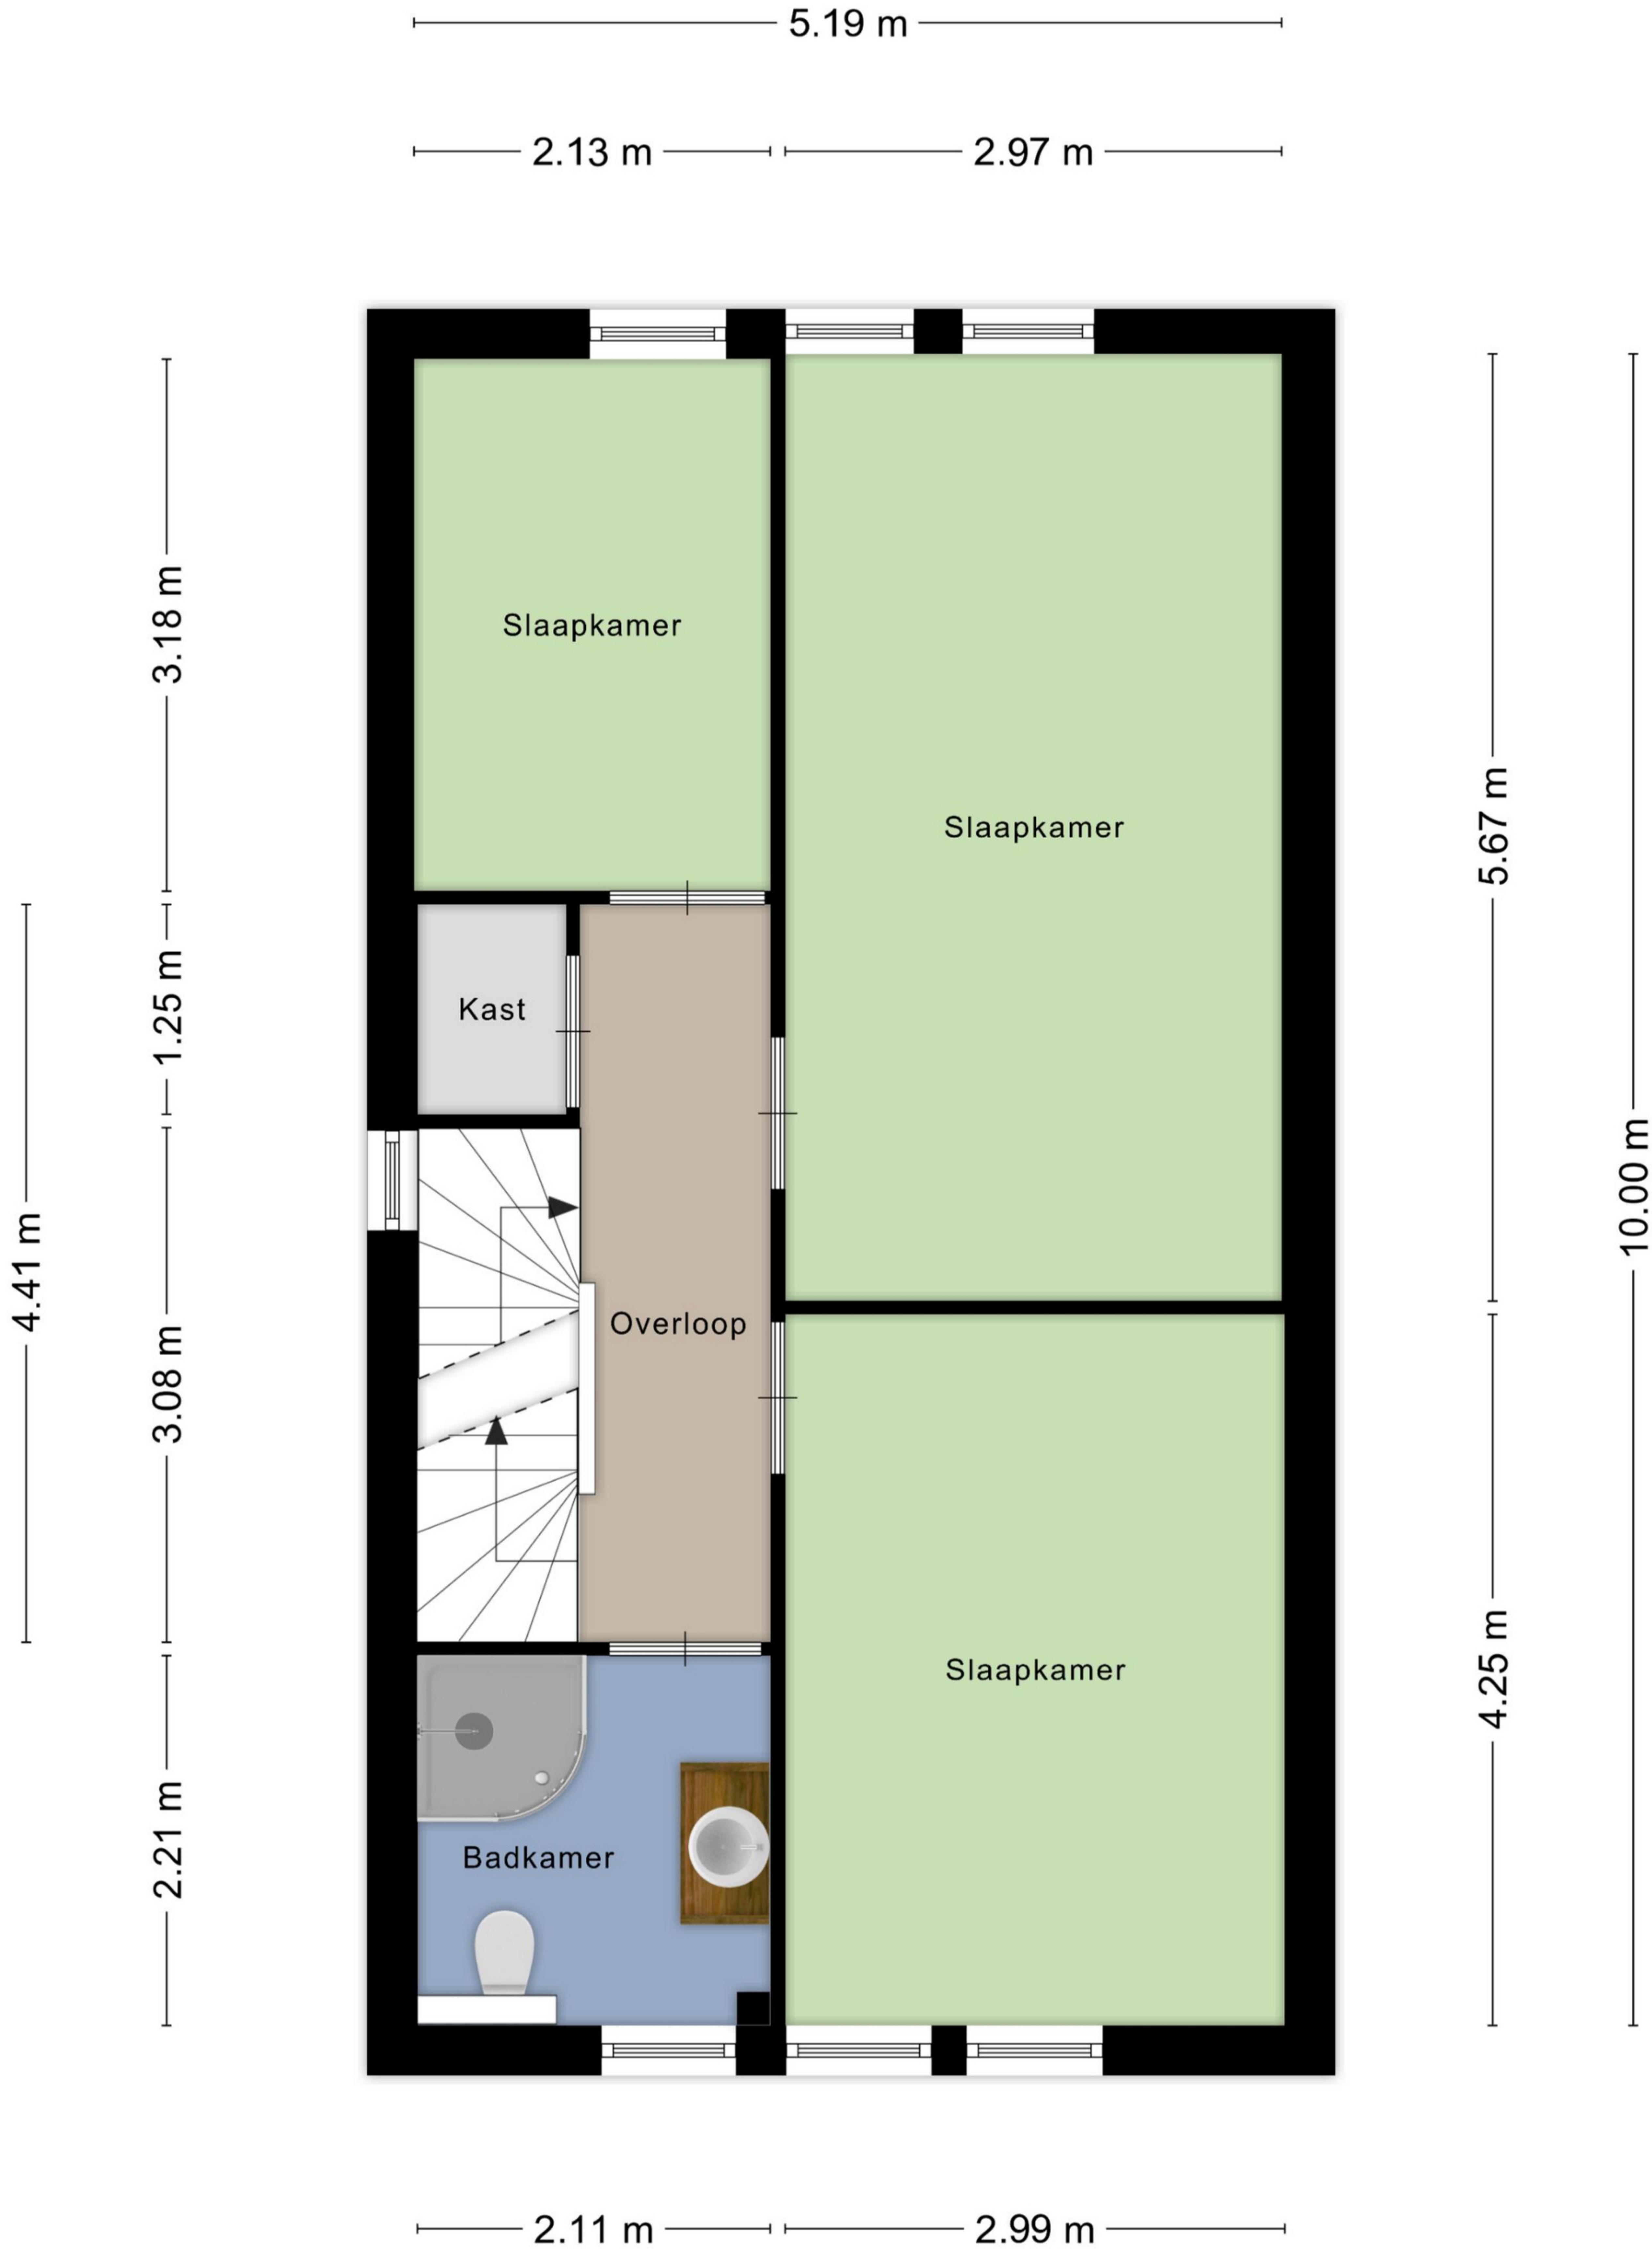 5.19 m
2.13 m
2.97 m
Slaapkamer
3.18 m
Slaapkamer
5.67 m
Kast
1.25 m
10.00 m
4.41 m
Overloop
3.08 m
Slaapkamer
4.25 m
Badkamer
2.21 m
2.11 m
2.99 m